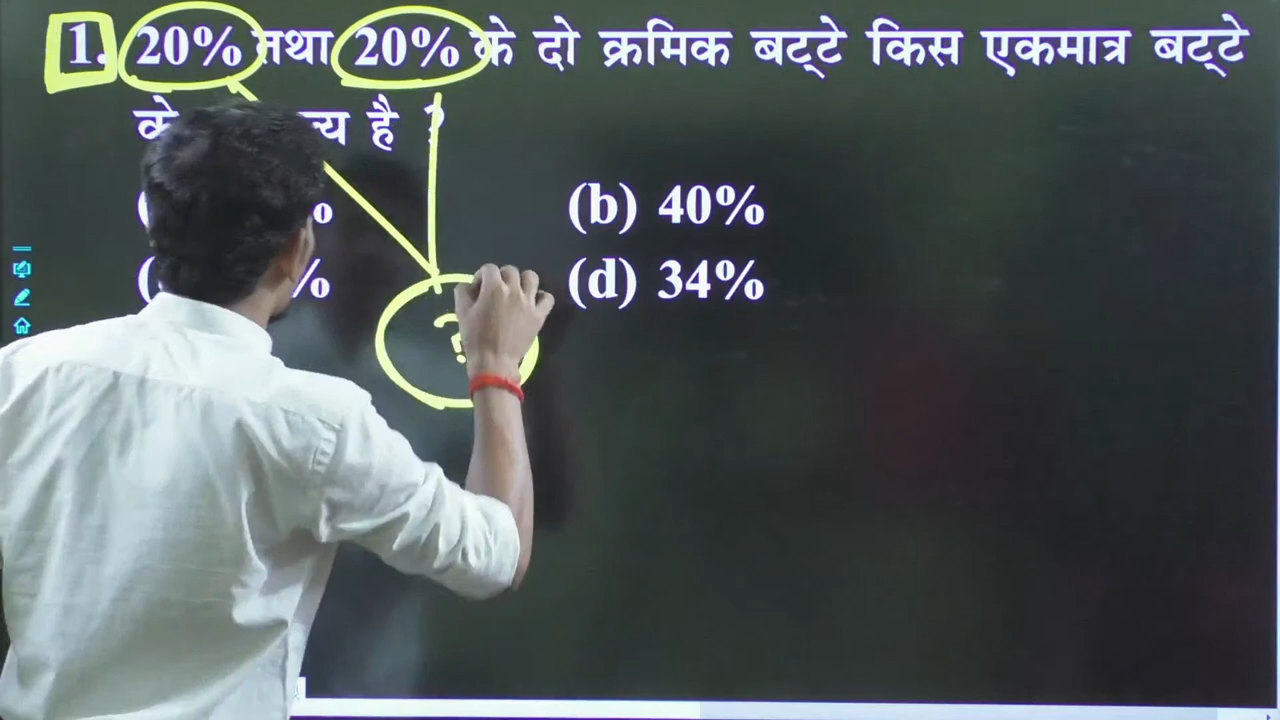 1. 20% तथा 20% के दो क्रमिक बट्टे किस एकमात्र बट्टे
के है ?
(b) 40%
%
(d) 34%
?